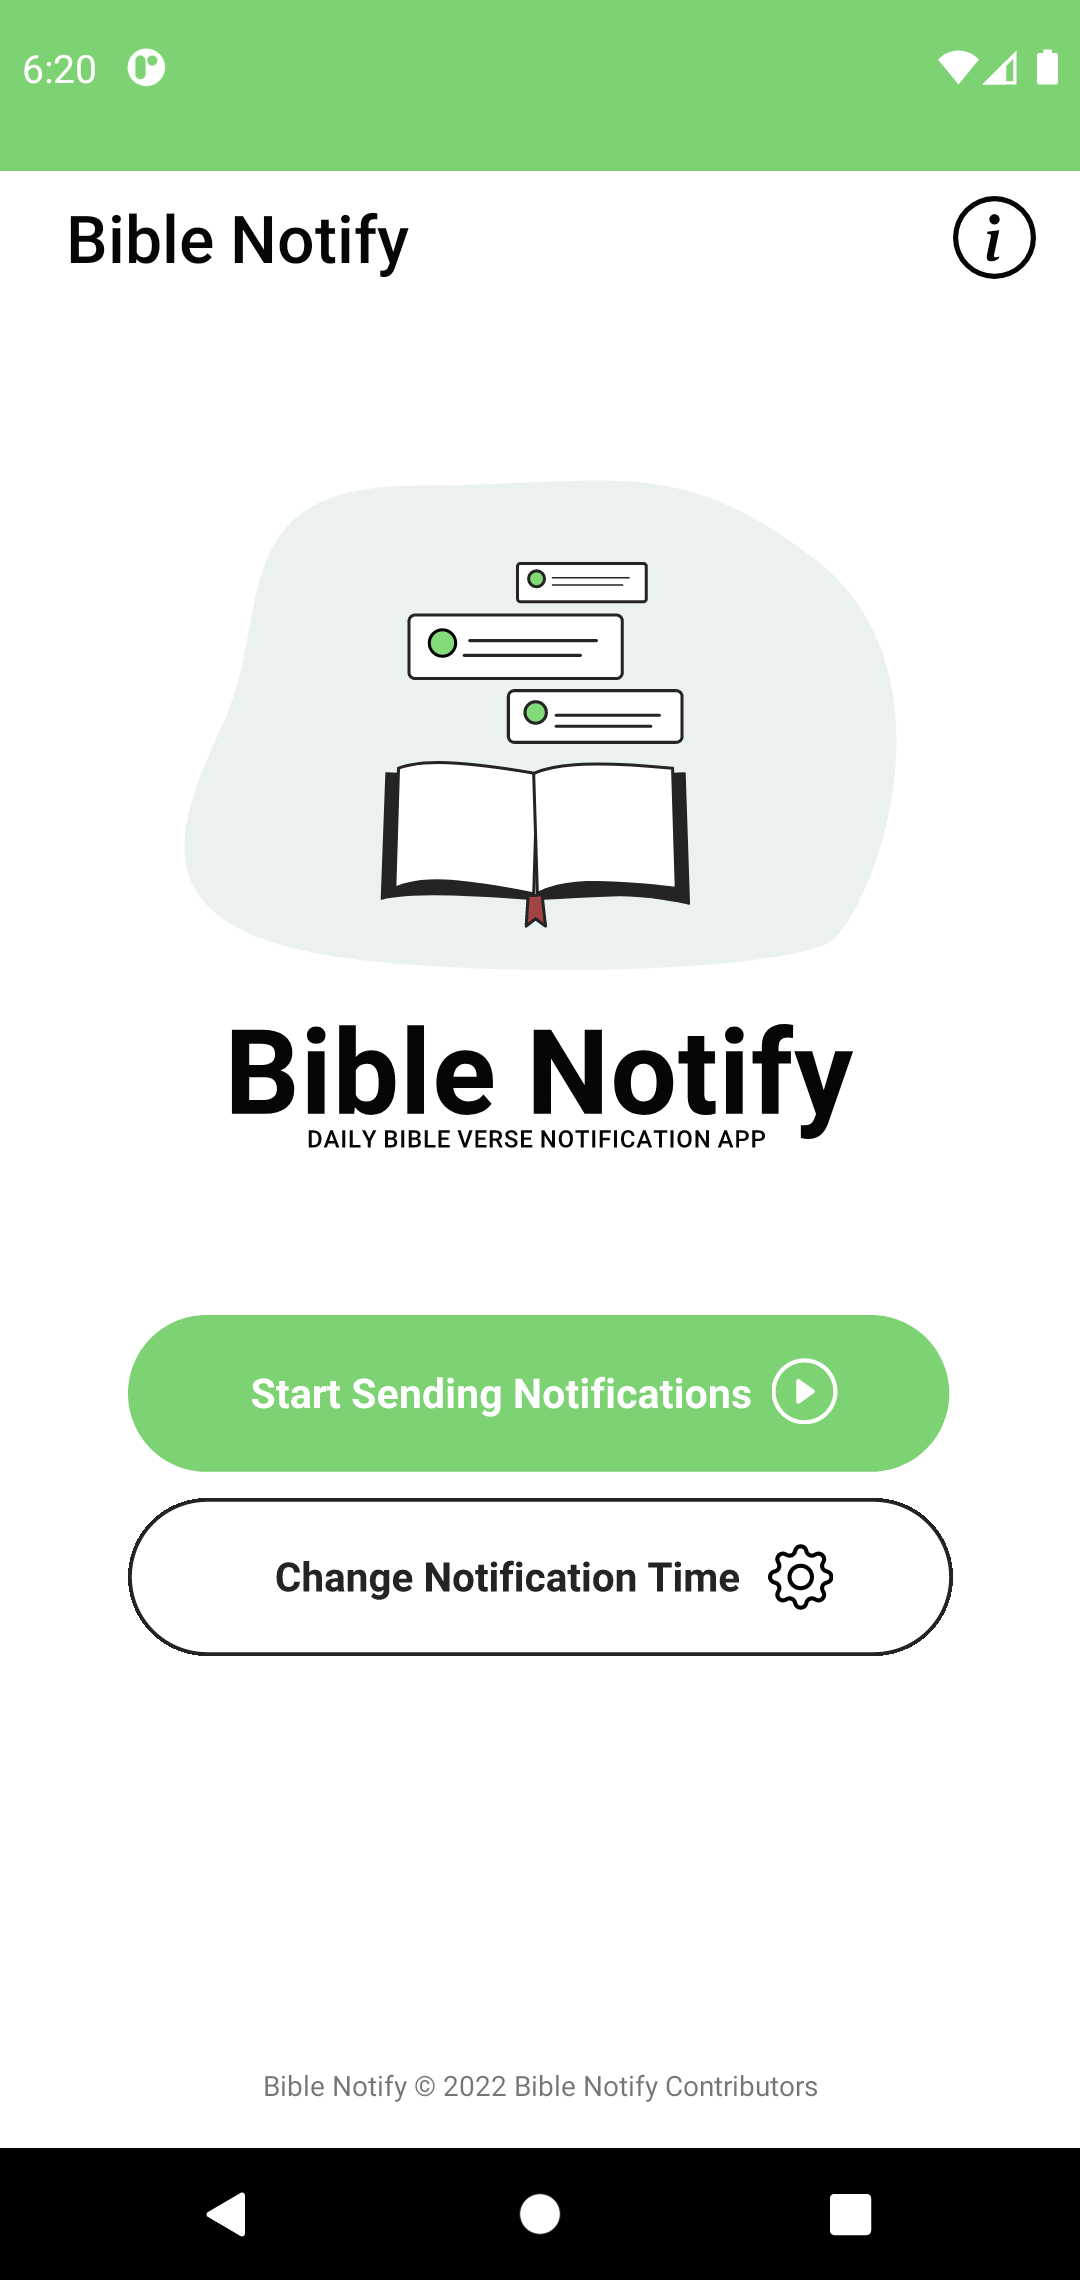 6:20
Bible Notify
i
Bible Notify
DAILY BIBLE VERSE NOTIFICATION APP
Start Sending Notifications
Change Notification Time
Bible Notify © 2022 Bible Notify Contributors